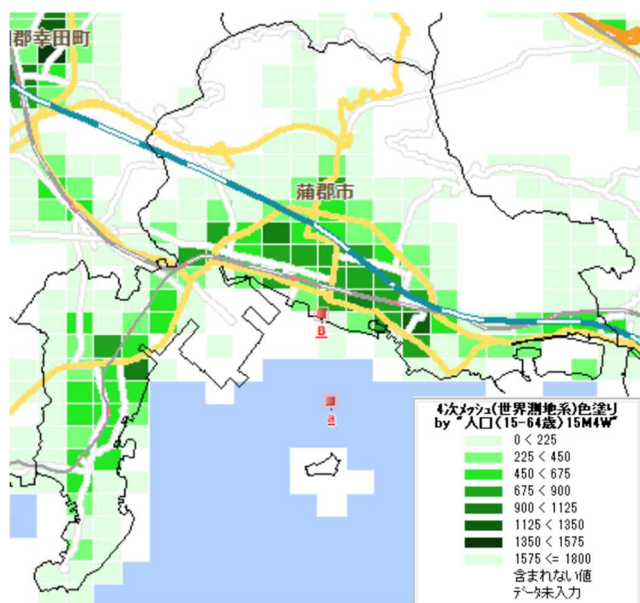 郡幸田町
蒲郡市
B
a
4次メッシュ(世界測地系)色塗り
by "人口(15-64歳)15M4W"
0 < 225
225 < 450
450 < 675
675 < 900
900 < 1125
1125 < 1350
1350 < 1575
1575 <= 1800
含まれない値
データ未入力